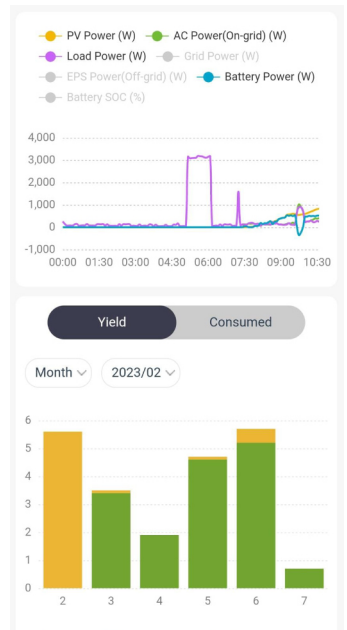 PV Power (W) AC Power(On-grid) (W)
Load Power (W) Grid Power (W)
EPS Power(Off-grid) (W) Battery Power (W)
Battery SOC (%)
4,000
3,000
2,000
1,000
0
-1,000
00:00 01:30 03:00 04:30 06:00 07:30 09:00 10:30
Yield Consumed
Month 2023/02
6
5
4
3
2
1
0
2 3 4 5 6 7